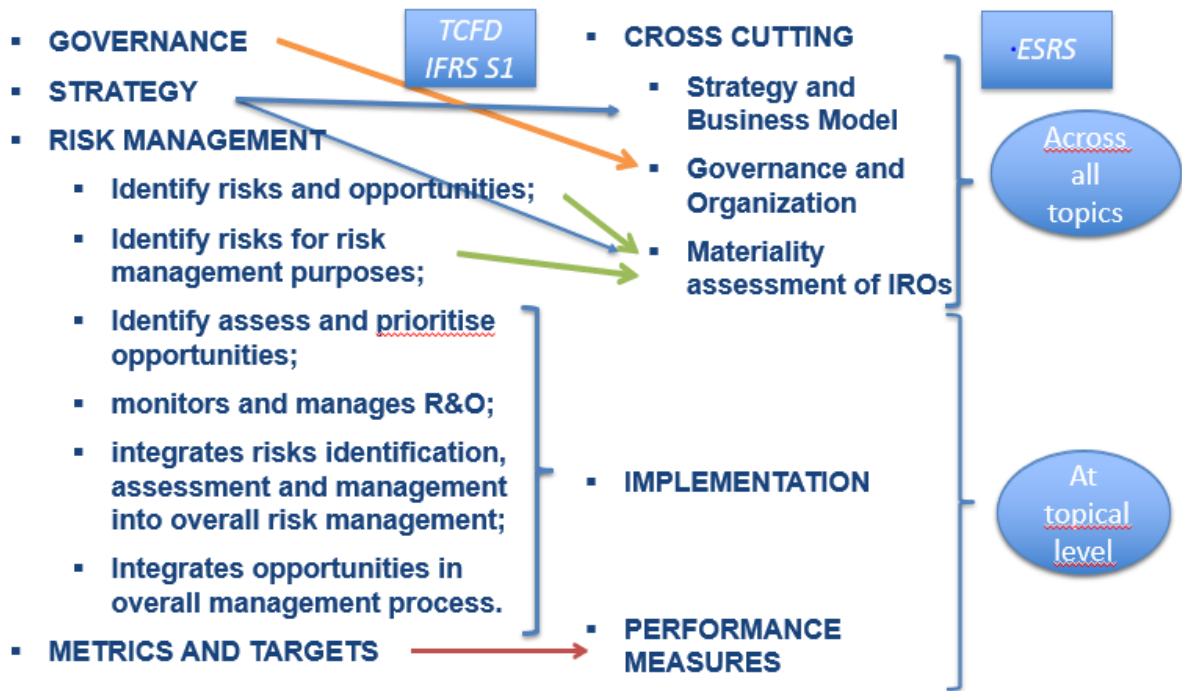 GOVERNANCE
STRATEGY
RISK MANAGEMENT
Identify risks and opportunities;
Identify risks for risk
management purposes;
Identify assess and prioritise
opportunities;
monitors and manages R&O;
integrates risks identification,
assessment and management
into overall risk management;
Integrates opportunities in
overall management process.
METRICS AND TARGETS
TCFD
IFRS S1
CROSS CUTTING
Strategy and
Business Model
Governance and
Organization
Materiality
assessment of IROs
IMPLEMENTATION
PERFORMANCE
MEASURES
·ESRS
Across
all
topics
At
topical
level